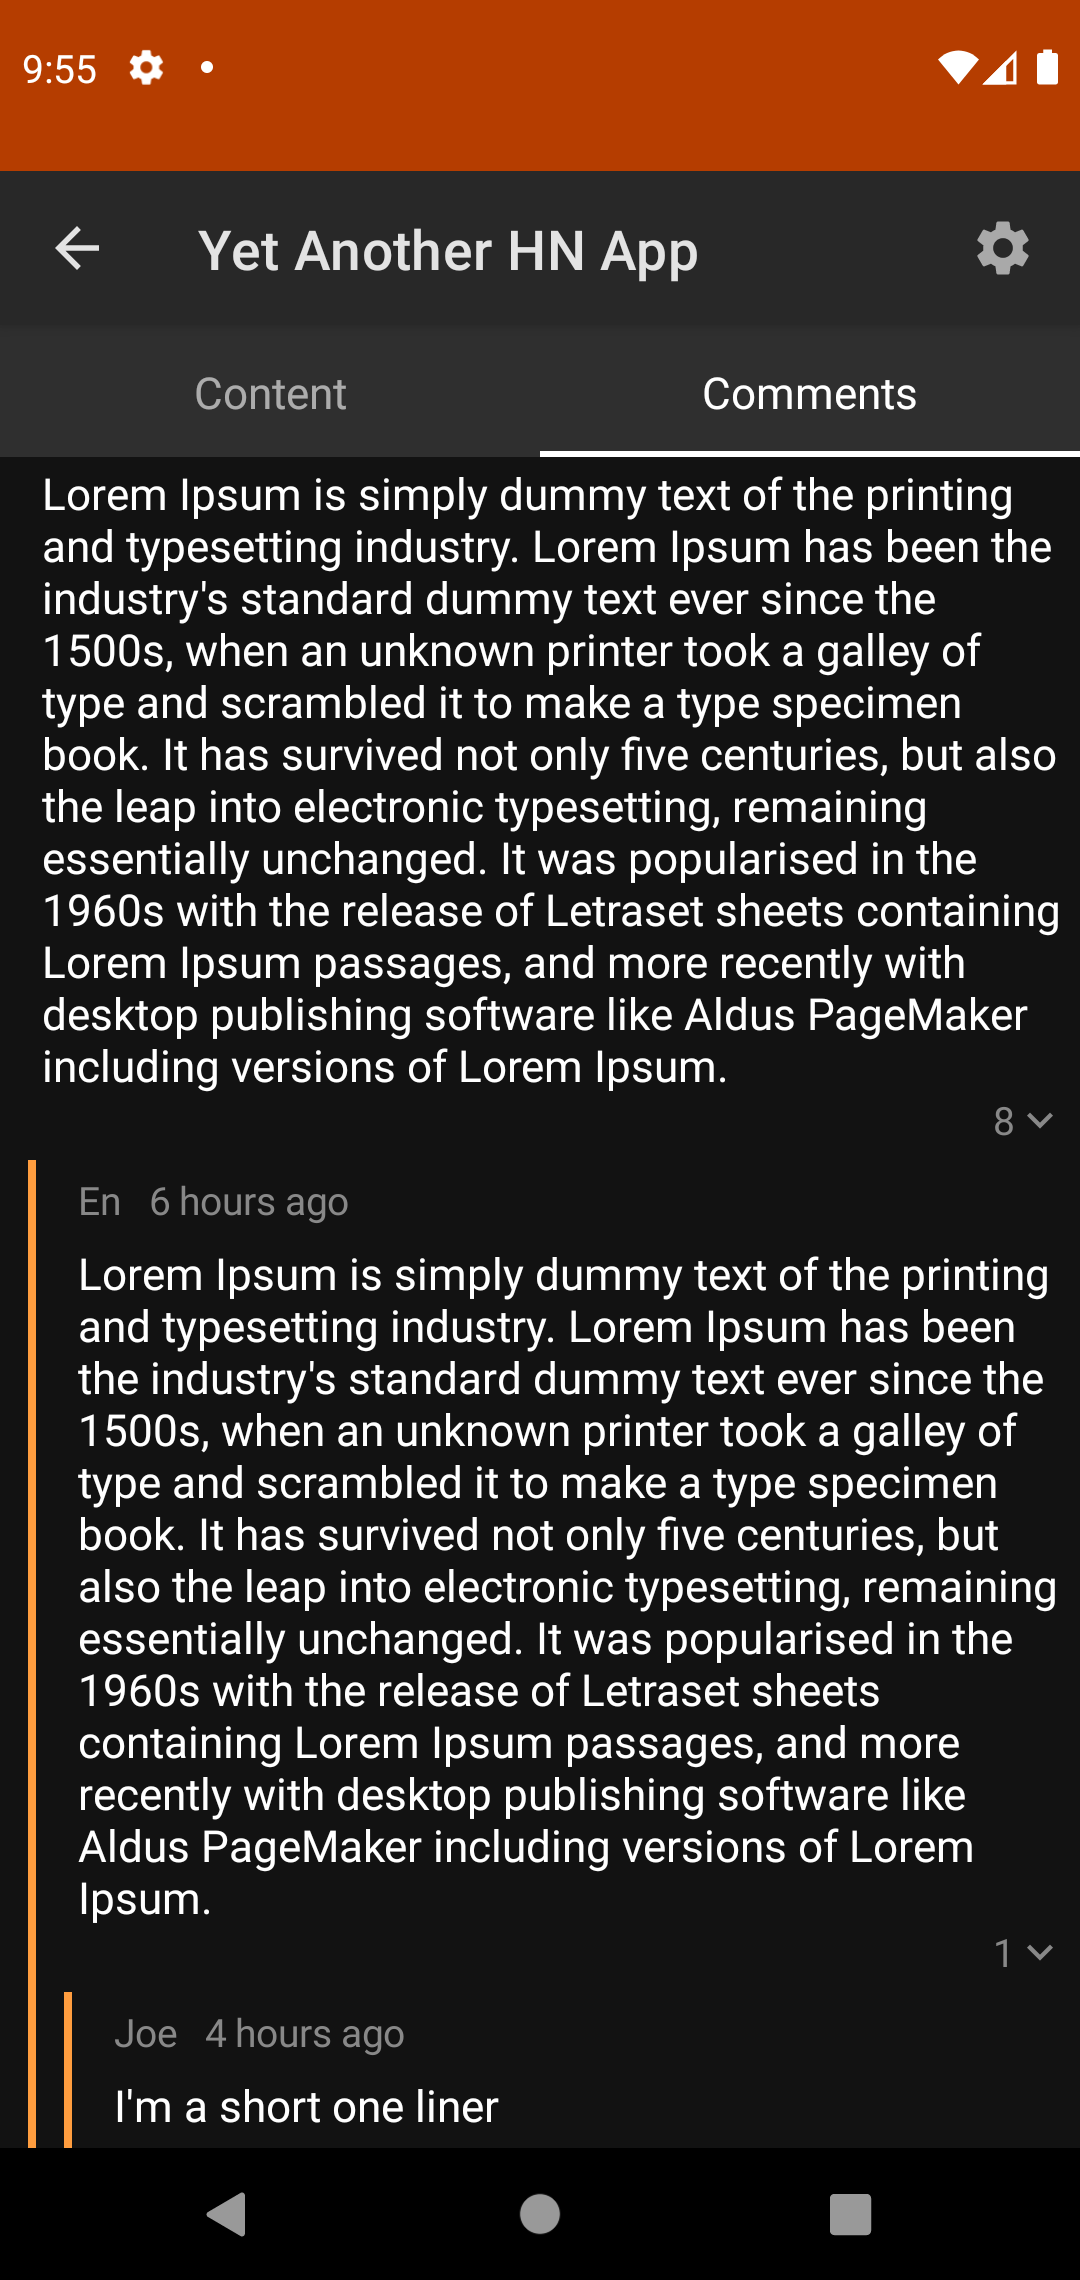 9:55
Yet Another HN App
Content
Comments
Lorem Ipsum is simply dummy text of the printing
and typesetting industry. Lorem Ipsum has been the
industry's standard dummy text ever since the
1500s, when an unknown printer took a galley of
type and scrambled it to make a type specimen
book. It has survived not only five centuries, but also
the leap into electronic typesetting, remaining
essentially unchanged. It was popularised in the
1960s with the release of Letraset sheets containing
Lorem Ipsum passages, and more recently with
desktop publishing software like Aldus PageMaker
including versions of Lorem Ipsum.
8
En 6 hours ago
Lorem Ipsum is simply dummy text of the printing
and typesetting industry. Lorem Ipsum has been
the industry's standard dummy text ever since the
1500s, when an unknown printer took a galley of
type and scrambled it to make a type specimen
book. It has survived not only five centuries, but
also the leap into electronic typesetting, remaining
essentially unchanged. It was popularised in the
1960s with the release of Letraset sheets
containing Lorem Ipsum passages, and more
recently with desktop publishing software like
Aldus PageMaker including versions of Lorem
Ipsum.
1
Joe 4 hours ago
I'm a short one liner